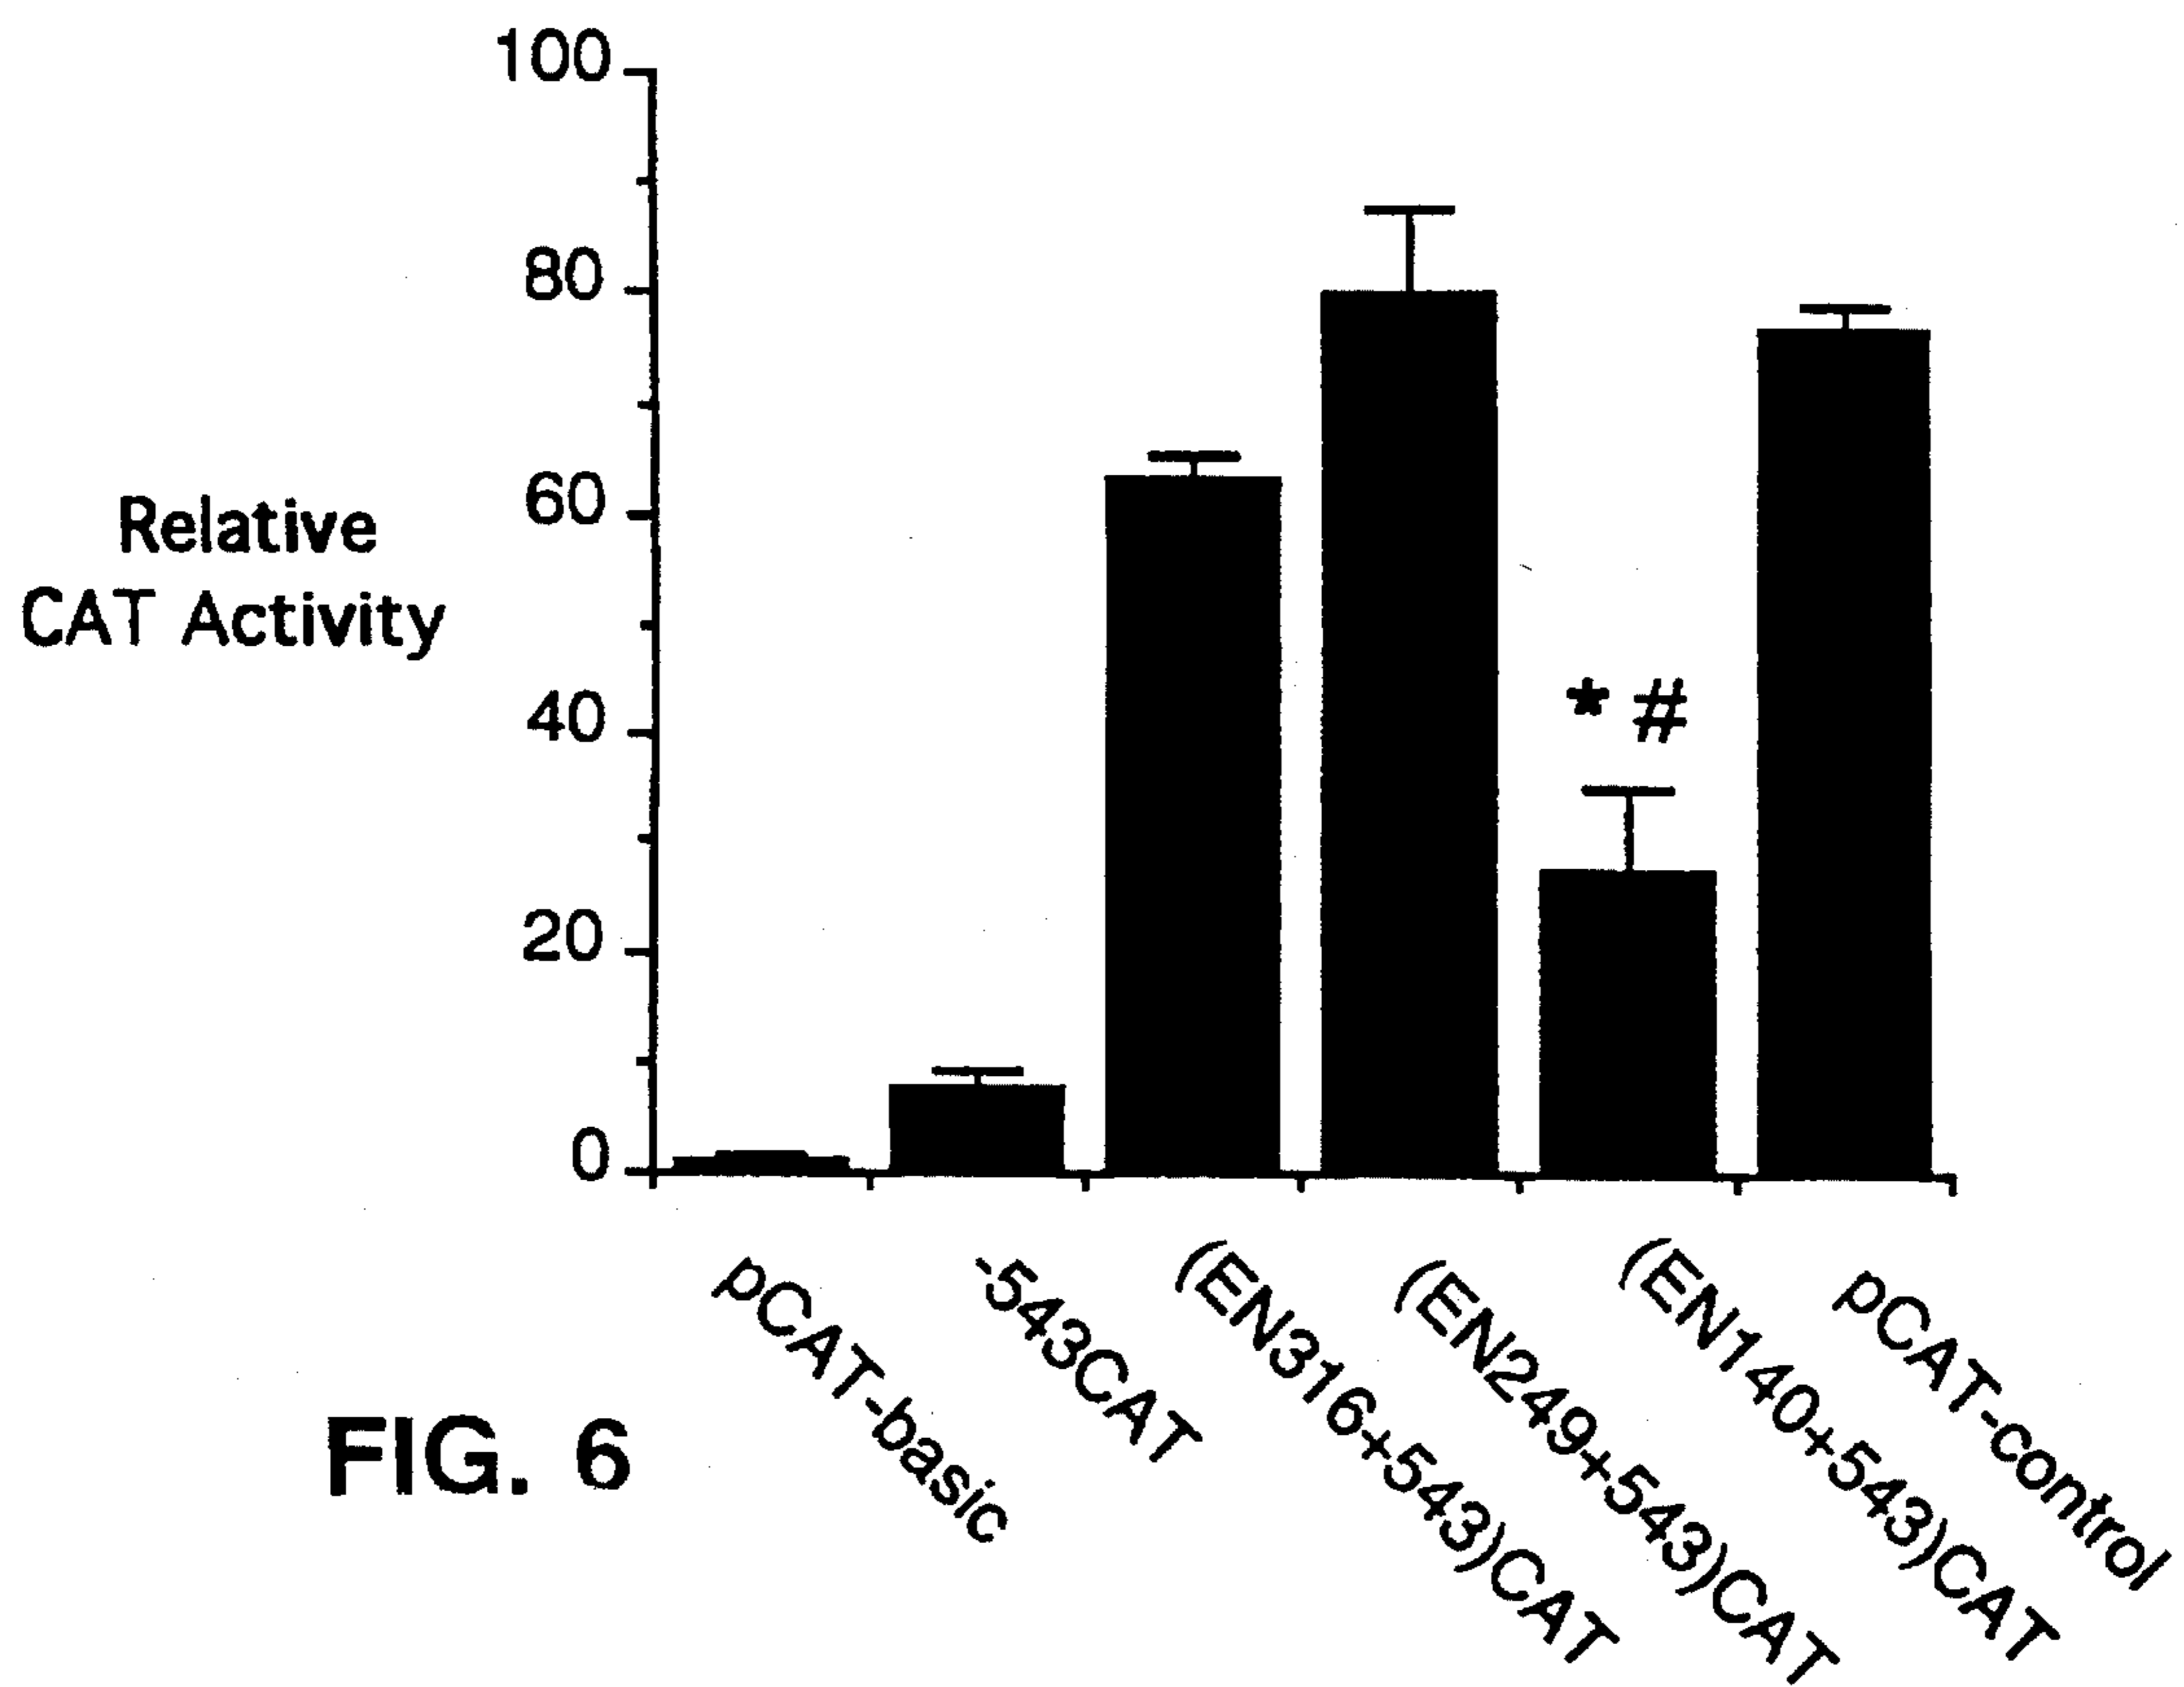 100
80
60
40
20
0
Relative
CAT Activity
* #
pCAT-basic
-543CAT
(EN316+543)CAT
(EN249+543)CAT
(EN140+543)CAT
pCAT-control
FIG. 6